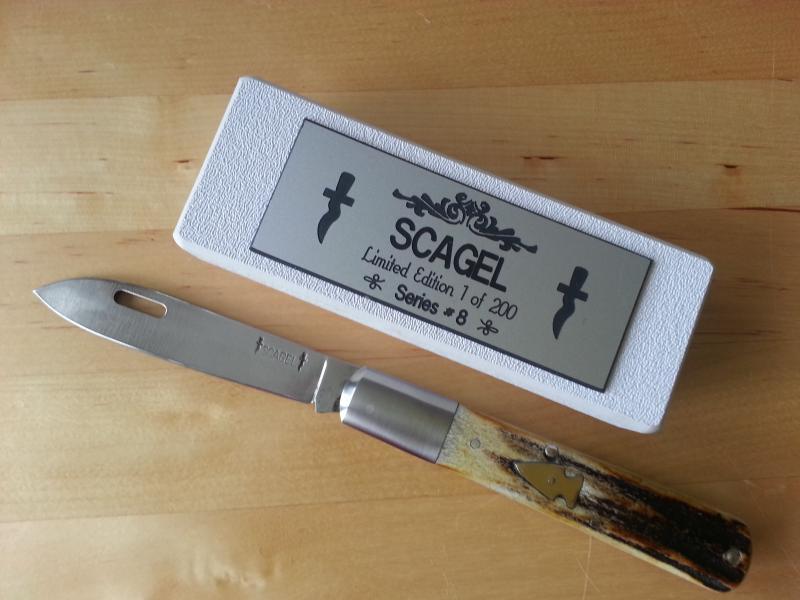 SCAGEL
Limited Edition 1 of 200
Series # 8
SCAGEL